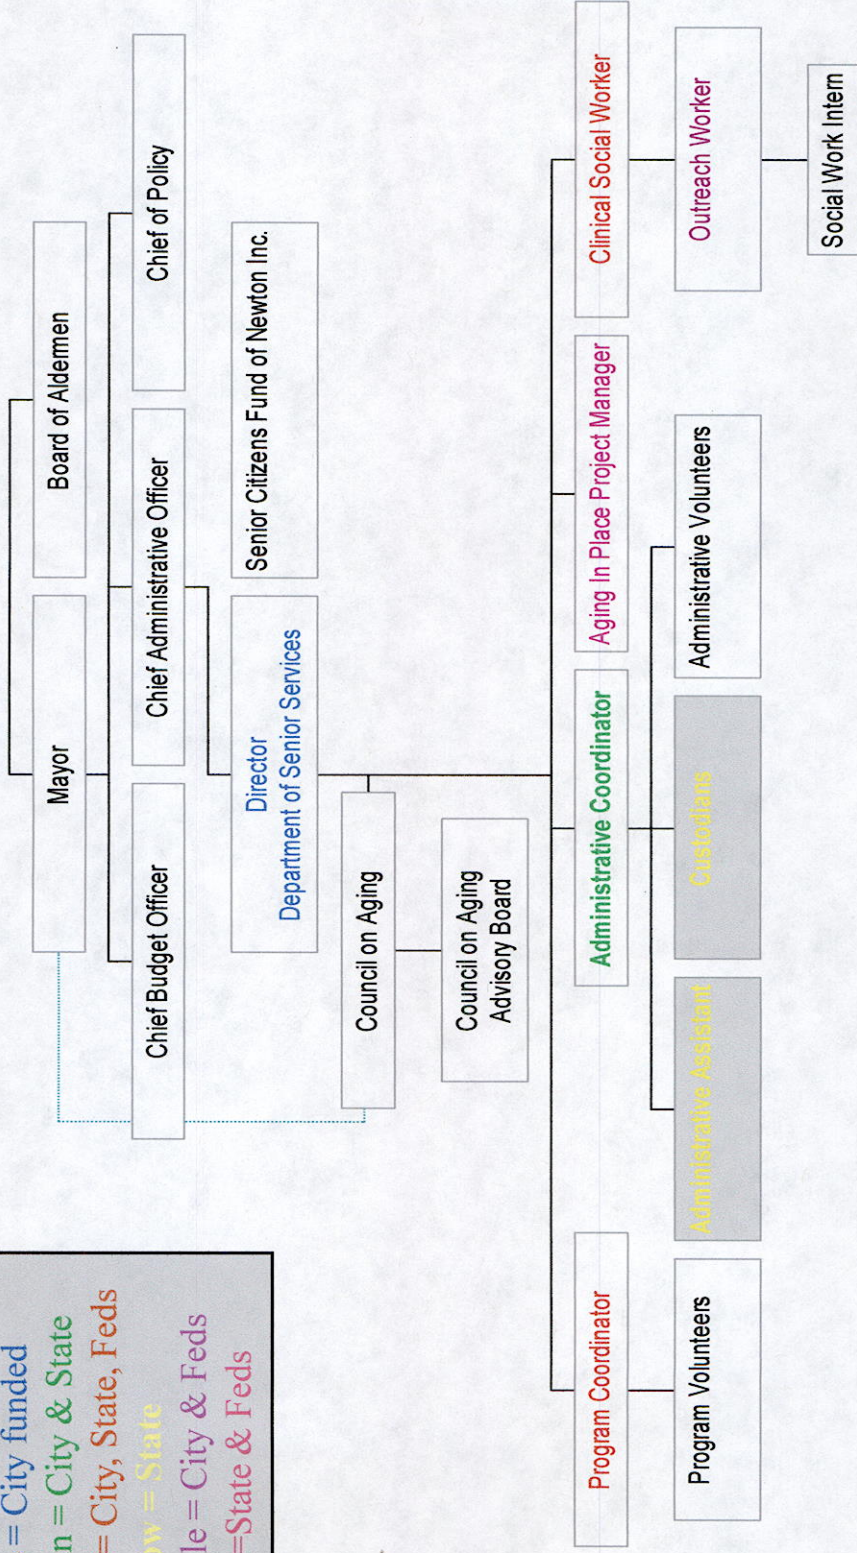 = City funded
n = City & State
= City, State, Feds
ow = State
le = City & Feds
=State & Feds
Mayor
Board of Aldermen
Chief Budget Officer
Chief Administrative Officer
Chief of Policy
Director
Department of Senior Services
Senior Citizens Fund of Newton Inc.
Council on Aging
Council on Aging
Advisory Board
Program Coordinator
Administrative Coordinator
Aging In Place Project Manager
Clinical Social Worker
Program Volunteers
Administrative Assistant
Custodians
Administrative Volunteers
Outreach Worker
Social Work Intern